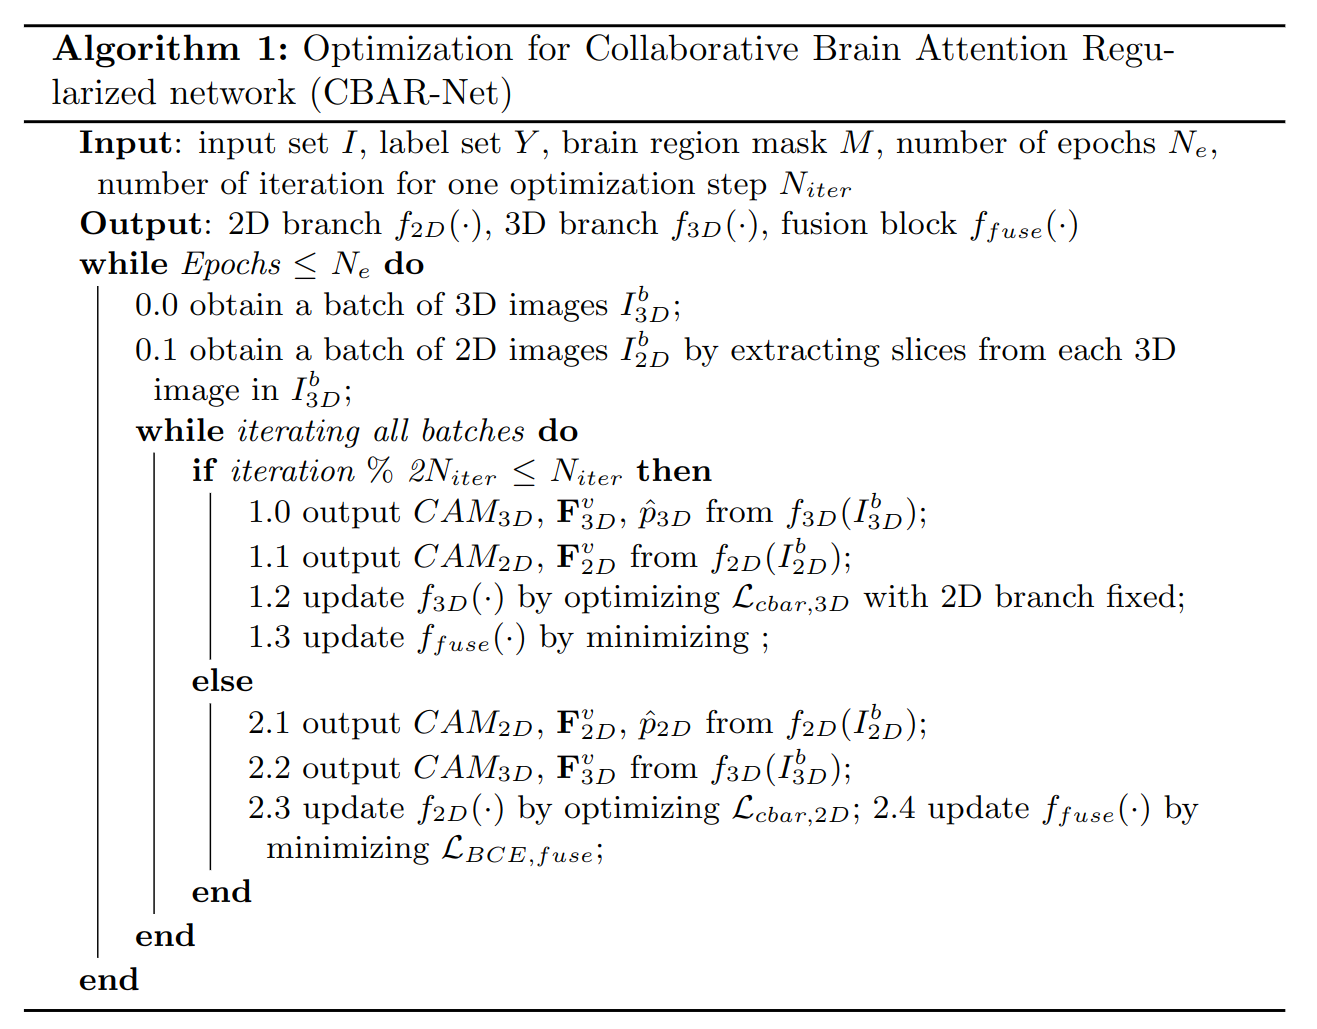 Algorithm 1: Optimization for Collaborative Brain Attention Regu-
larized network (CBAR-Net)
Input: input set $I$, label set $Y$, brain region mask $M$, number of epochs $N_e$,
number of iteration for one optimization step $N_{iter}$
Output: 2D branch $f_{2D}(\cdot)$, 3D branch $f_{3D}(\cdot)$, fusion block $f_{fuse}(\cdot)$
while Epochs $\leq N_e$ do
0.0 obtain a batch of 3D images $I^b_{3D}$;
0.1 obtain a batch of 2D images $I^b_{2D}$ by extracting slices from each 3D
image in $I^b_{3D}$;
while iterating all batches do
if iteration % $2N_{iter} \leq N_{iter}$ then
1.0 output $CAM_{3D}$, $\mathbf{F}^v_{3D}$, $\hat{p}_{3D}$ from $f_{3D}(I^b_{3D})$;
1.1 output $CAM_{2D}$, $\mathbf{F}^v_{2D}$ from $f_{2D}(I^b_{2D})$;
1.2 update $f_{3D}(\cdot)$ by optimizing $\mathcal{L}_{cbar,3D}$ with 2D branch fixed;
1.3 update $f_{fuse}(\cdot)$ by minimizing ;
else
2.1 output $CAM_{2D}$, $\mathbf{F}^v_{2D}$, $\hat{p}_{2D}$ from $f_{2D}(I^b_{2D})$;
2.2 output $CAM_{3D}$, $\mathbf{F}^v_{3D}$ from $f_{3D}(I^b_{3D})$;
2.3 update $f_{2D}(\cdot)$ by optimizing $\mathcal{L}_{cbar,2D}$; 2.4 update $f_{fuse}(\cdot)$ by
minimizing $\mathcal{L}_{BCE,fuse}$;
end
end
end